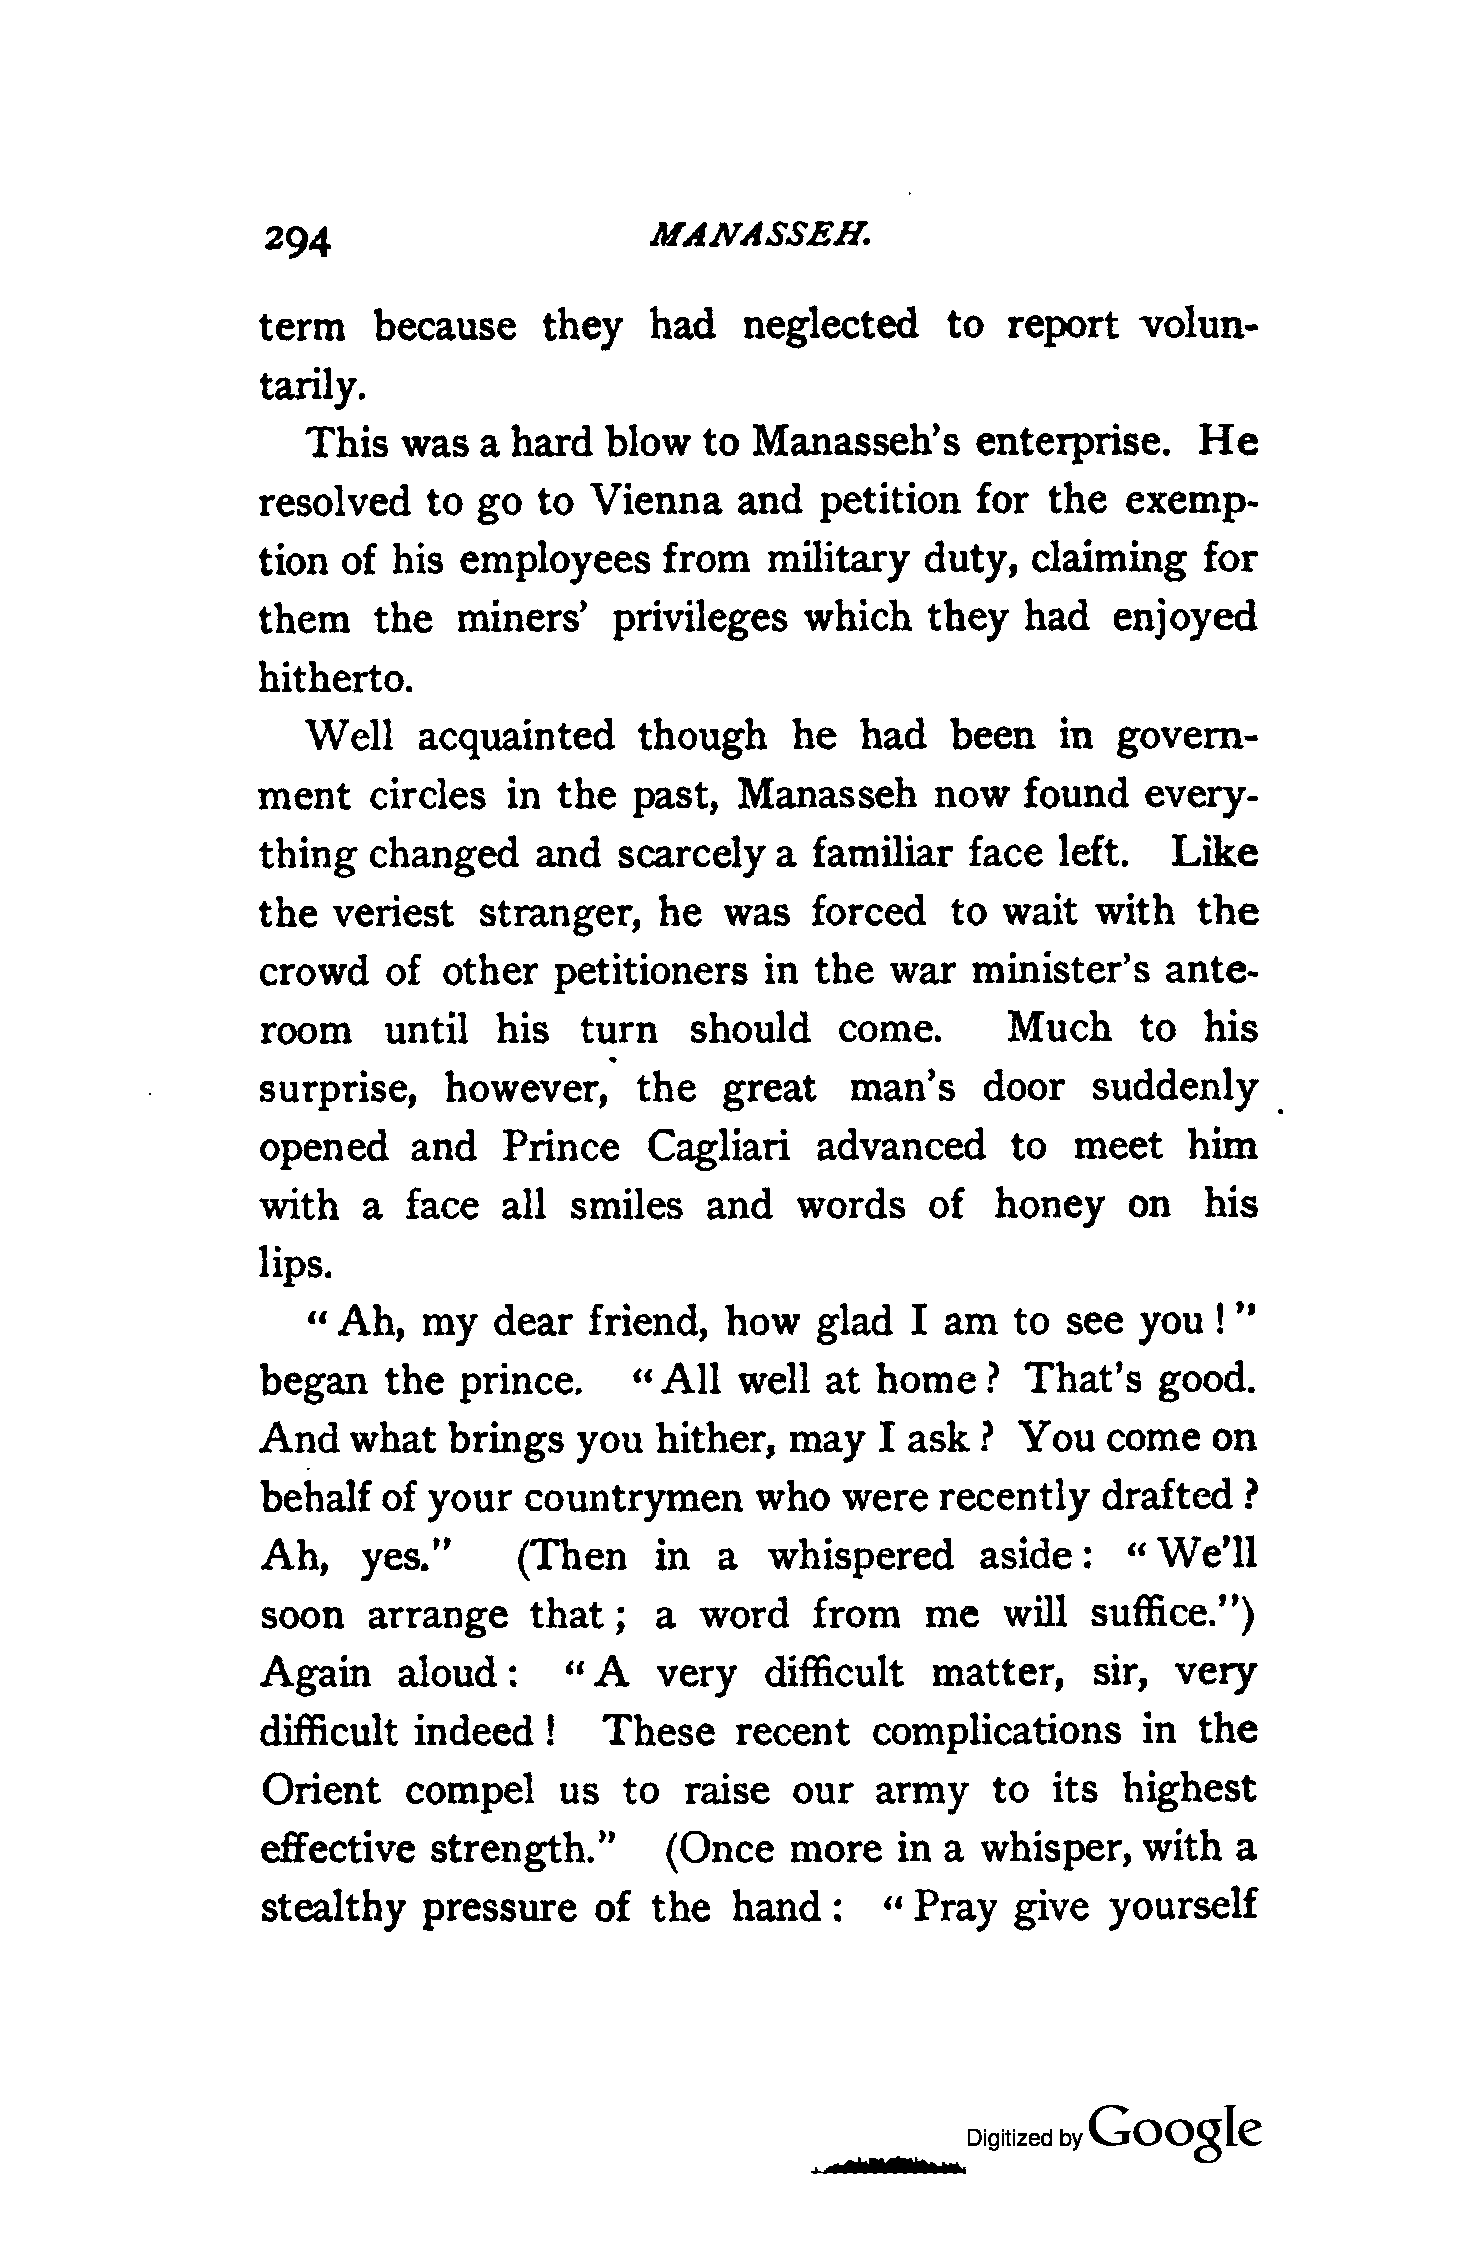 294 MANASSEH.
term because they had neglected to report volun-
tarily.
This was a hard blow to Manasseh's enterprise. He
resolved to go to Vienna and petition for the exemp-
tion of his employees from military duty, claiming for
them the miners' privileges which they had enjoyed
hitherto.
Well acquainted though he had been in govern-
ment circles in the past, Manasseh now found every-
thing changed and scarcely a familiar face left. Like
the veriest stranger, he was forced to wait with the
crowd of other petitioners in the war minister's ante-
room until his turn should come. Much to his
surprise, however, the great man's door suddenly
opened and Prince Cagliari advanced to meet him
with a face all smiles and words of honey on his
lips.
"Ah, my dear friend, how glad I am to see you!"
began the prince. "All well at home? That's good.
And what brings you hither, may I ask? You come on
behalf of your countrymen who were recently drafted?
Ah, yes." (Then in a whispered aside: "We'll
soon arrange that; a word from me will suffice.")
Again aloud: "A very difficult matter, sir, very
difficult indeed! These recent complications in the
Orient compel us to raise our army to its highest
effective strength." (Once more in a whisper, with a
stealthy pressure of the hand: "Pray give yourself
Digitized by Google